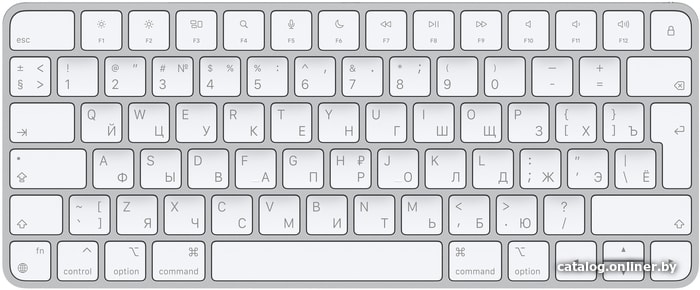 esc F1 F2 F3 F4 F5 F6 F7 F8 F9 F10 F11 F12
± < § > ! 1 @ " 2 # № 3 $ % 4 % : 5 ^ , 6 & . 7 * ; 8 ( 9 ) 0 — - + =
Q Й W Ц E У R К T Е Y Н U Г I Ш O Щ P З { [ Х } ] Ъ
A Ф S Ы D В F А G П H ₽ Р J О K Л L Д : ; Ж " ' Э | \ Ё
~ [ ` ] Z Я X Ч C С V М B И N Т M Ь < , Б > . Ю ? / /
fn control option command command option
catalog.onliner.by